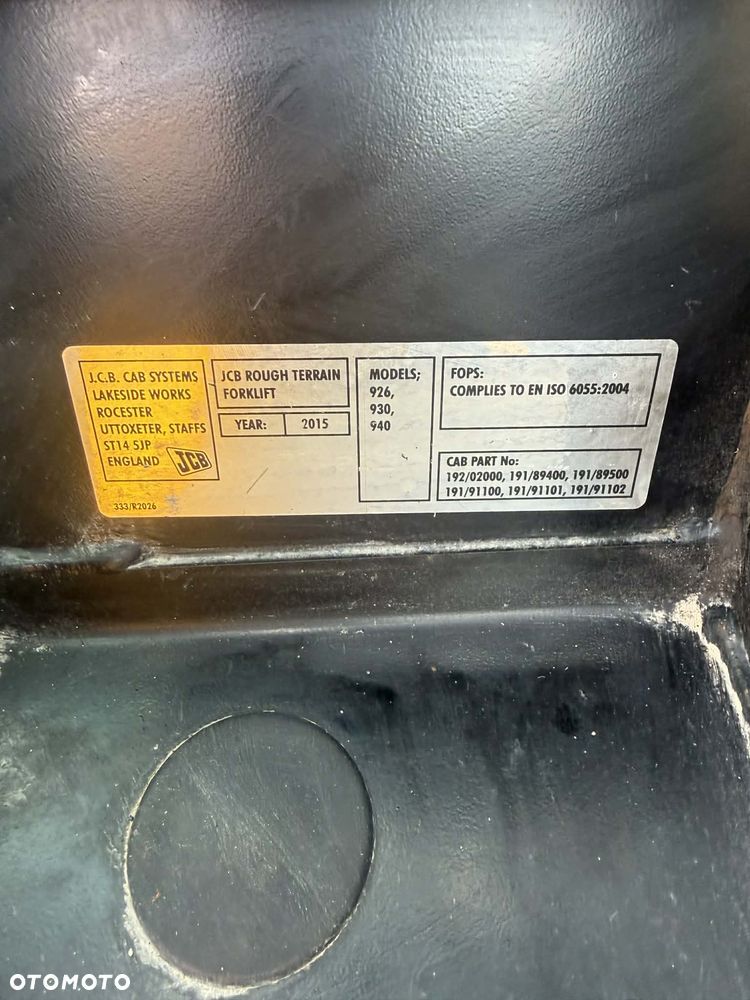 J.C.B. CAB SYSTEMS
LAKESIDE WORKS
ROCESTER
UTTOXETER, STAFFS
ST14 5JP
ENGLAND
JCB
333/R2026
JCB ROUGH TERRAIN
FORKLIFT
YEAR: 2015
MODELS;
926,
930,
940
FOPS:
COMPLIES TO EN ISO 6055:2004
CAB PART No:
192/02000, 191/89400, 191/89500
191/91100, 191/91101, 191/91102
OTOMOTO